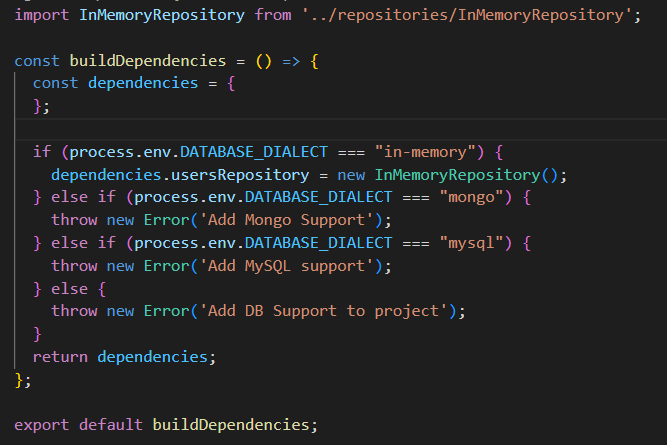 import InMemoryRepository from '../repositories/InMemoryRepository';
const buildDependencies = () => {
  const dependencies = {
  };
  if (process.env.DATABASE_DIALECT === "in-memory") {
    dependencies.usersRepository = new InMemoryRepository();
  } else if (process.env.DATABASE_DIALECT === "mongo") {
    throw new Error('Add Mongo Support');
  } else if (process.env.DATABASE_DIALECT === "mysql") {
    throw new Error('Add MySQL support');
  } else {
    throw new Error('Add DB Support to project');
  }
  return dependencies;
};
export default buildDependencies;